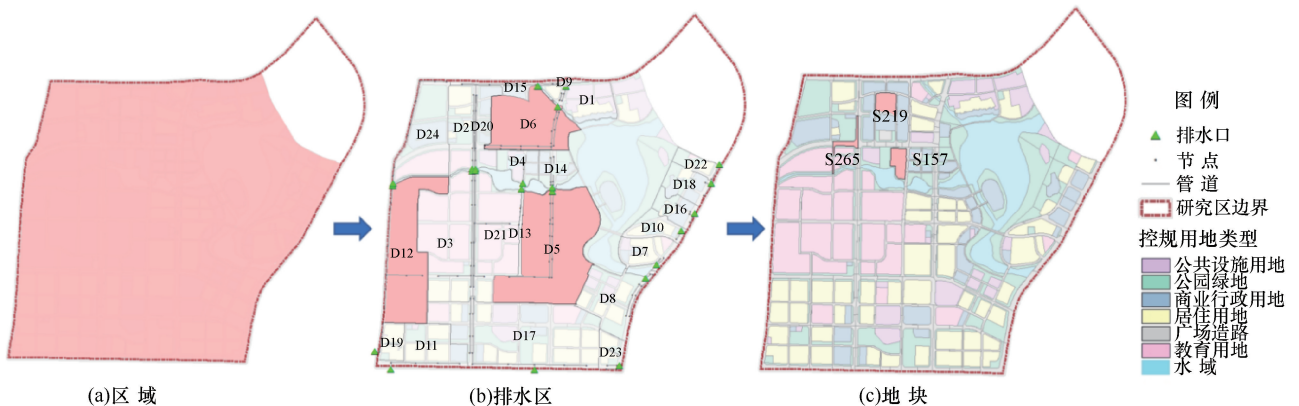 D15
D9
D1
D24
D2
D20
D6
D4
D14
D22
D18
D16
D10
D7
D12
D3
D21
D13
D5
D8
D19
D11
D17
D23
S219
S265
S157
图 例
排水口
节 点
管 道
研究区边界
控规用地类型
公共设施用地
公园绿地
商业行政用地
居住用地
广场道路
教育用地
水 域
(a)区 域
(b)排水区
(c)地 块